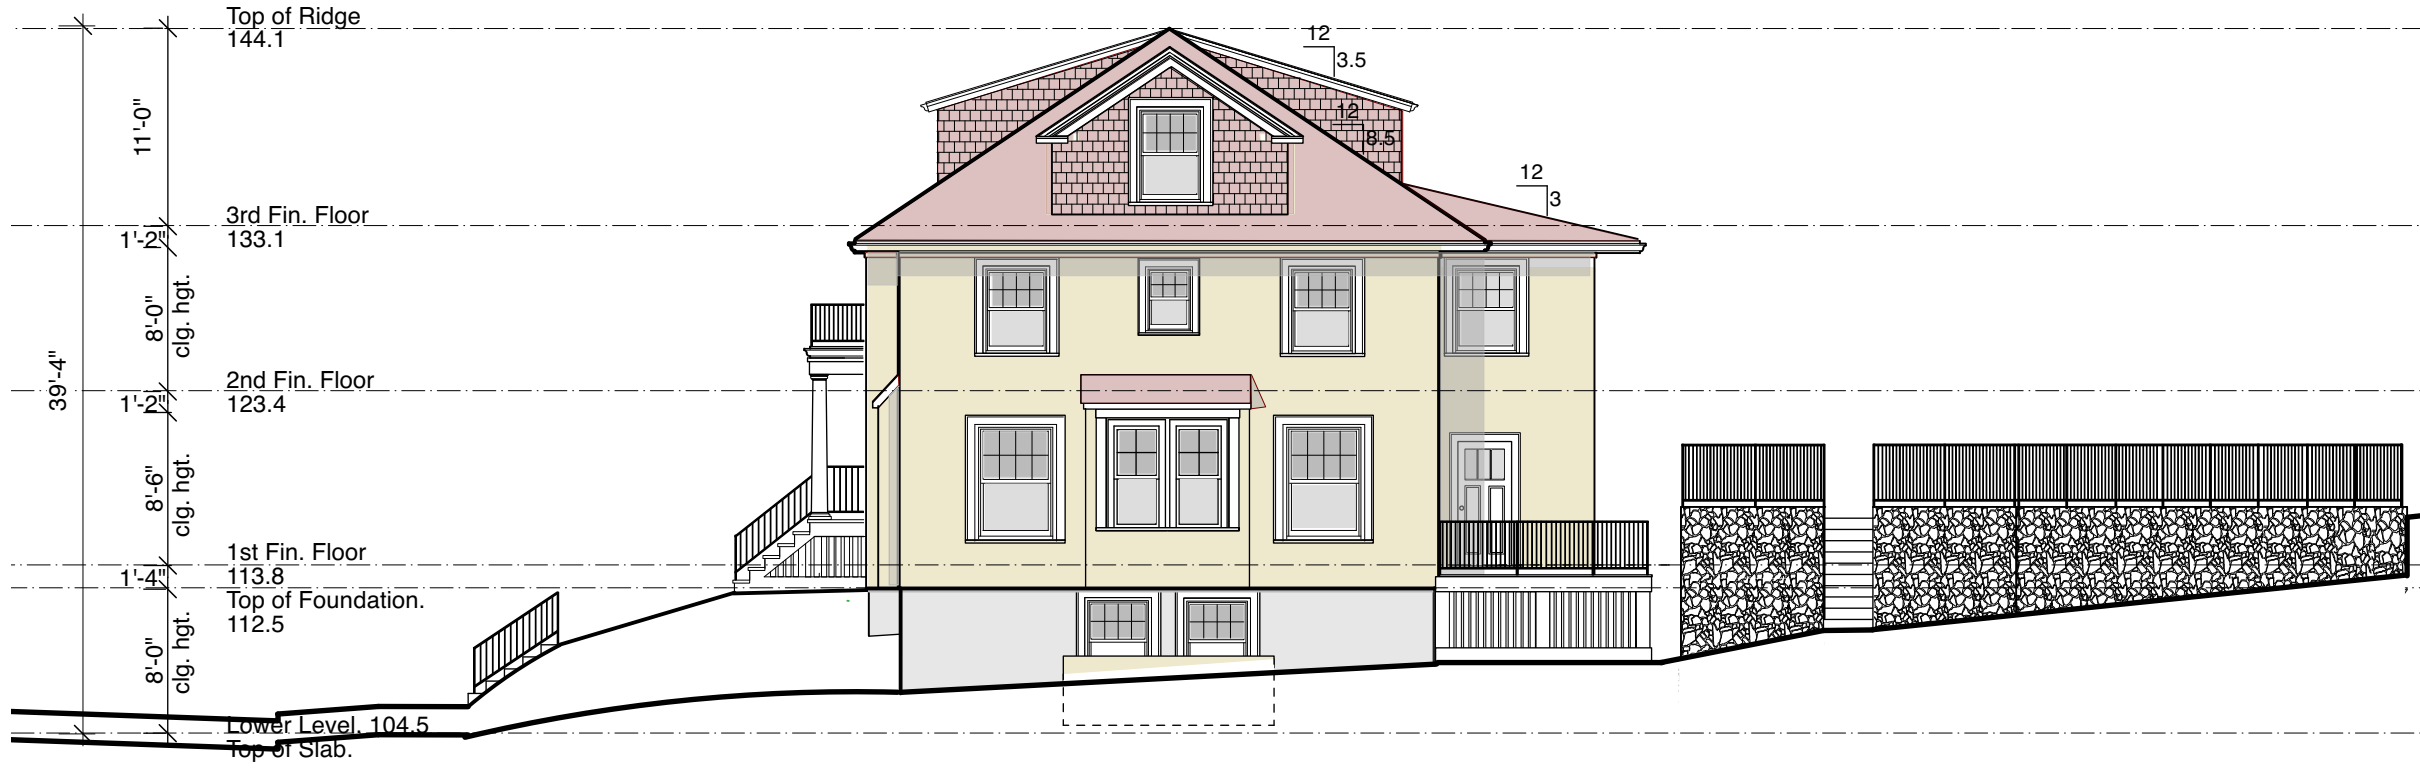 Top of Ridge
144.1
12
3.5
12
8.5
12
3
11'-0"
3rd Fin. Floor
133.1
1'-2"
8'-0"
clg. hgt.
39'-4"
2nd Fin. Floor
123.4
1'-2"
8'-6"
clg. hgt.
1st Fin. Floor
113.8
1'-4"
Top of Foundation.
112.5
8'-0"
clg. hgt.
Lower Level, 104.5
Top of Slab.